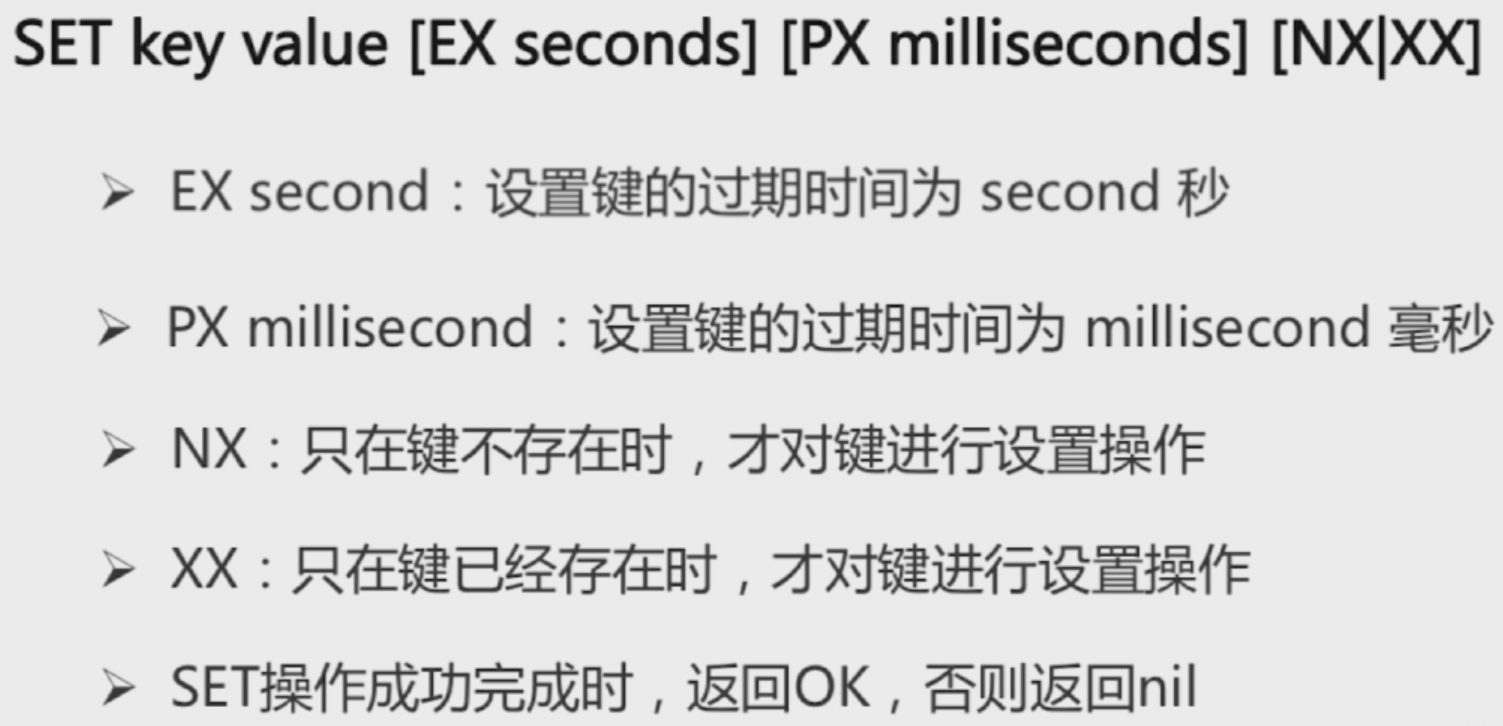 SET key value [EX seconds] [PX milliseconds] [NX|XX]
➢ EX second：设置键的过期时间为 second 秒
➢ PX millisecond：设置键的过期时间为 millisecond 毫秒
➢ NX：只在键不存在时，才对键进行设置操作
➢ XX：只在键已经存在时，才对键进行设置操作
➢ SET操作成功完成时，返回OK，否则返回nil